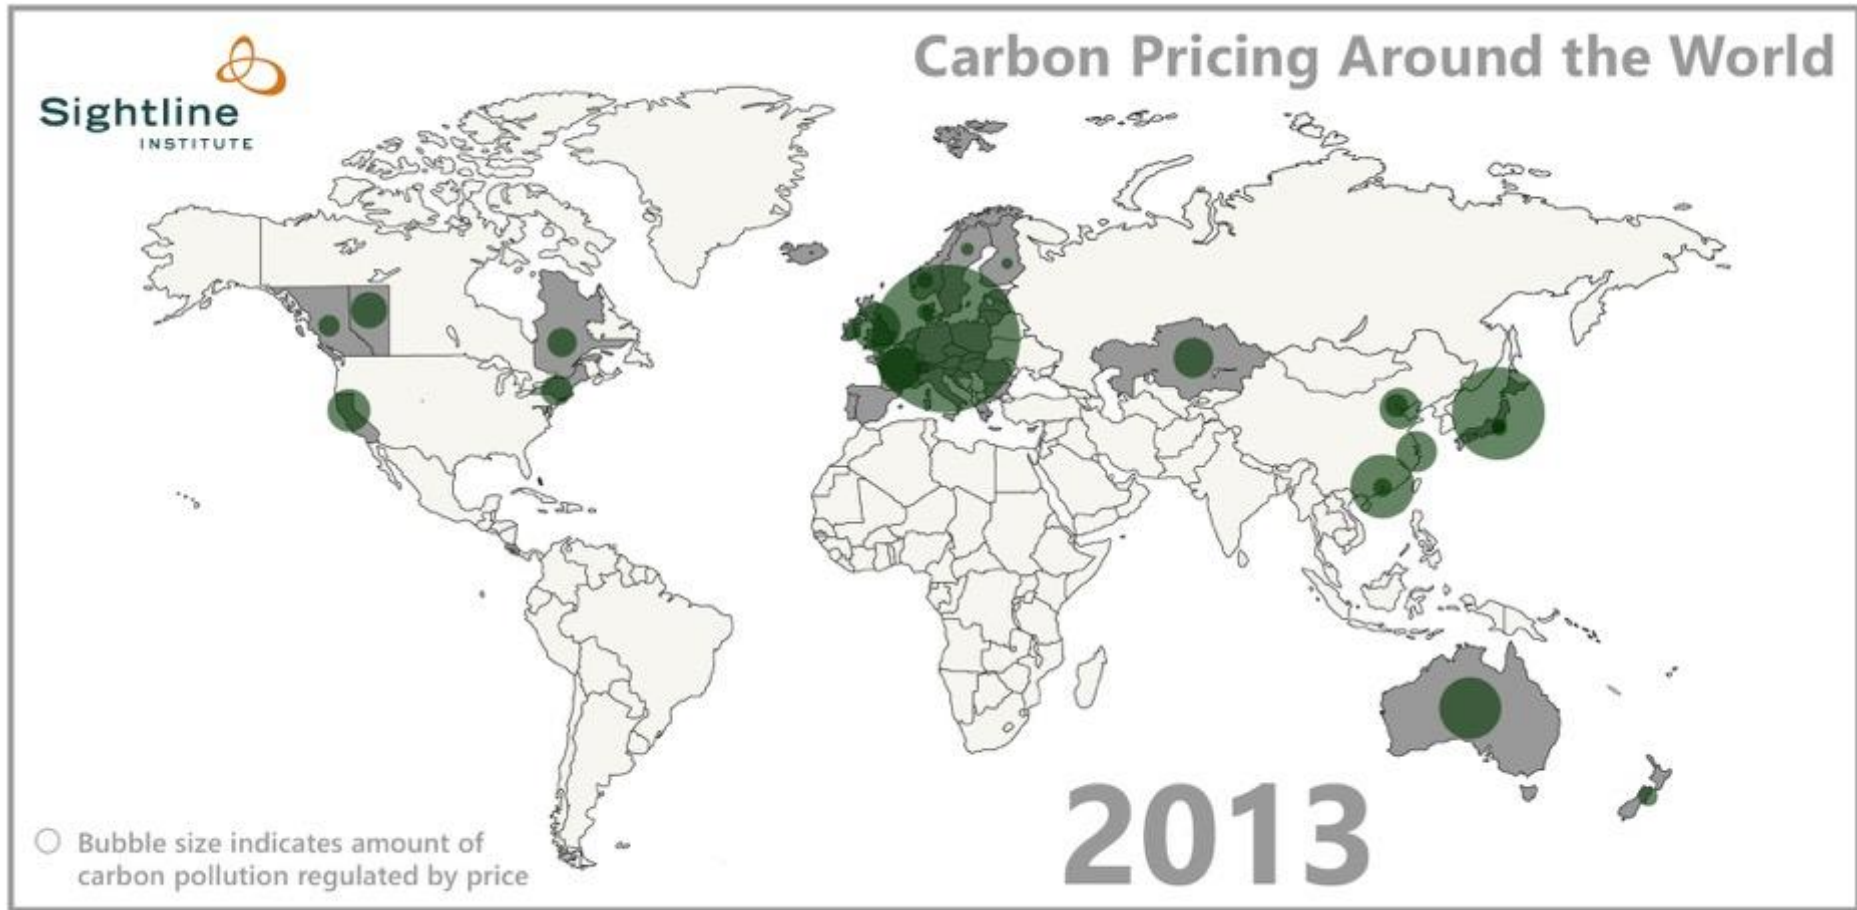 Carbon Pricing Around the World
Sightline
INSTITUTE
2013
Bubble size indicates amount of
carbon pollution regulated by price